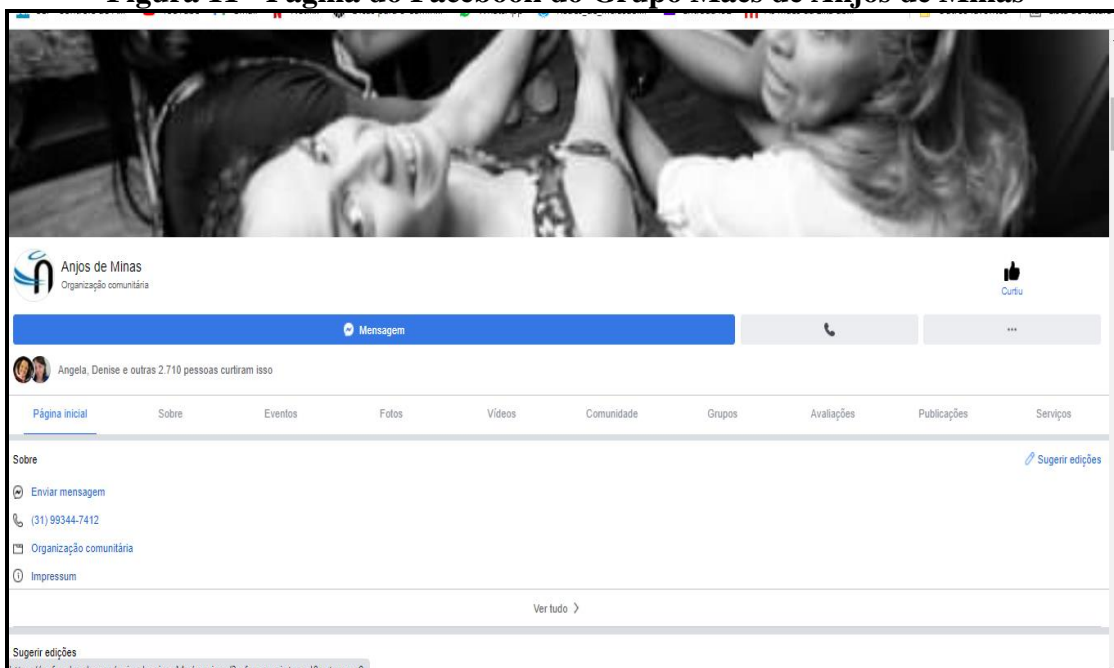 Figura 11 - Página do Facebook do Grupo Mães de Anjos de Minas
Anjos de Minas
Organização comunitária
Curtiu
Mensagem
...
Angela, Denise e outras 2.710 pessoas curtiram isso
Página inicial Sobre Eventos Fotos Vídeos Comunidade Grupos Avaliações Publicações Serviços
Sobre
Sugerir edições
Enviar mensagem
(31) 99344-7412
Organização comunitária
Impressum
Ver tudo
Sugerir edições